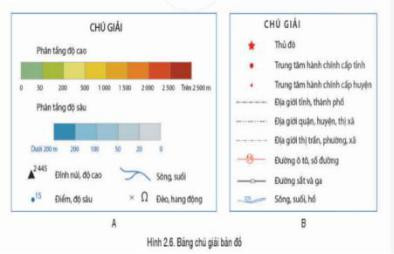 CHÚ GIẢI
Phân tầng độ cao
0 50 200 500 1 000 1 500 2 000 2 500 Trên 2 500 m
Phân tầng độ sâu
Dưới 200 m 200 100 50 20 0
2 445 Đỉnh núi, độ cao
Sông, suối
15 Điểm, độ sâu
Đèo, hang động
A
CHÚ GIẢI
Thủ đô
Trung tâm hành chính cấp tỉnh
Trung tâm hành chính cấp huyện
Địa giới tỉnh, thành phố
Địa giới quận, huyện, thị xã
Địa giới thị trấn, phường, xã
Đường ô tô, số đường
Đường sắt và ga
Sông, suối, hồ
B
Hình 2.6. Bảng chú giải bản đồ